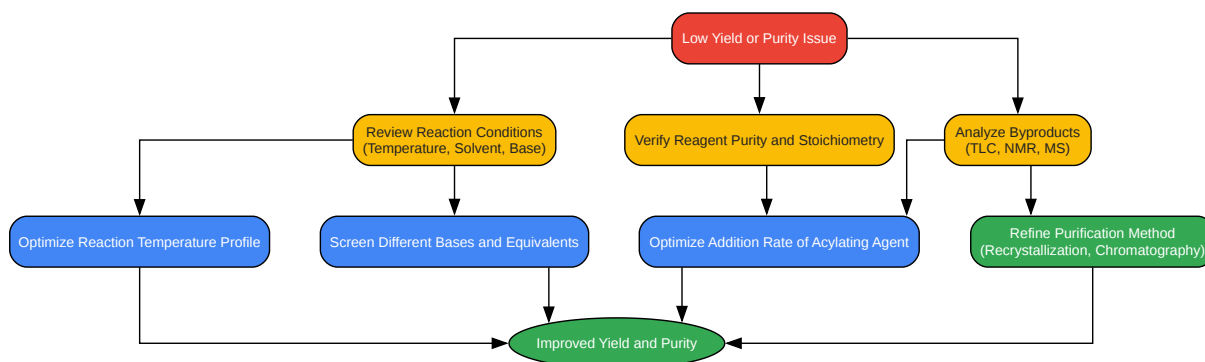 Low Yield or Purity Issue
Review Reaction Conditions
(Temperature, Solvent, Base)
Verify Reagent Purity and Stoichiometry
Analyze Byproducts
(TLC, NMR, MS)
Optimize Reaction Temperature Profile
Screen Different Bases and Equivalents
Optimize Addition Rate of Acylating Agent
Refine Purification Method
(Recrystallization, Chromatography)
Improved Yield and Purity